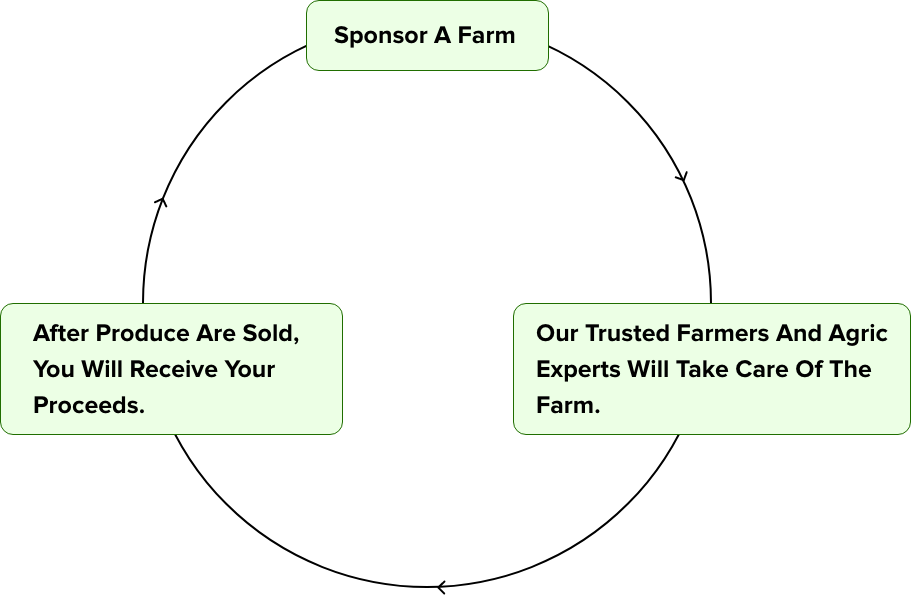 Sponsor A Farm
Our Trusted Farmers And Agric
Experts Will Take Care Of The
Farm.
After Produce Are Sold,
You Will Receive Your
Proceeds.